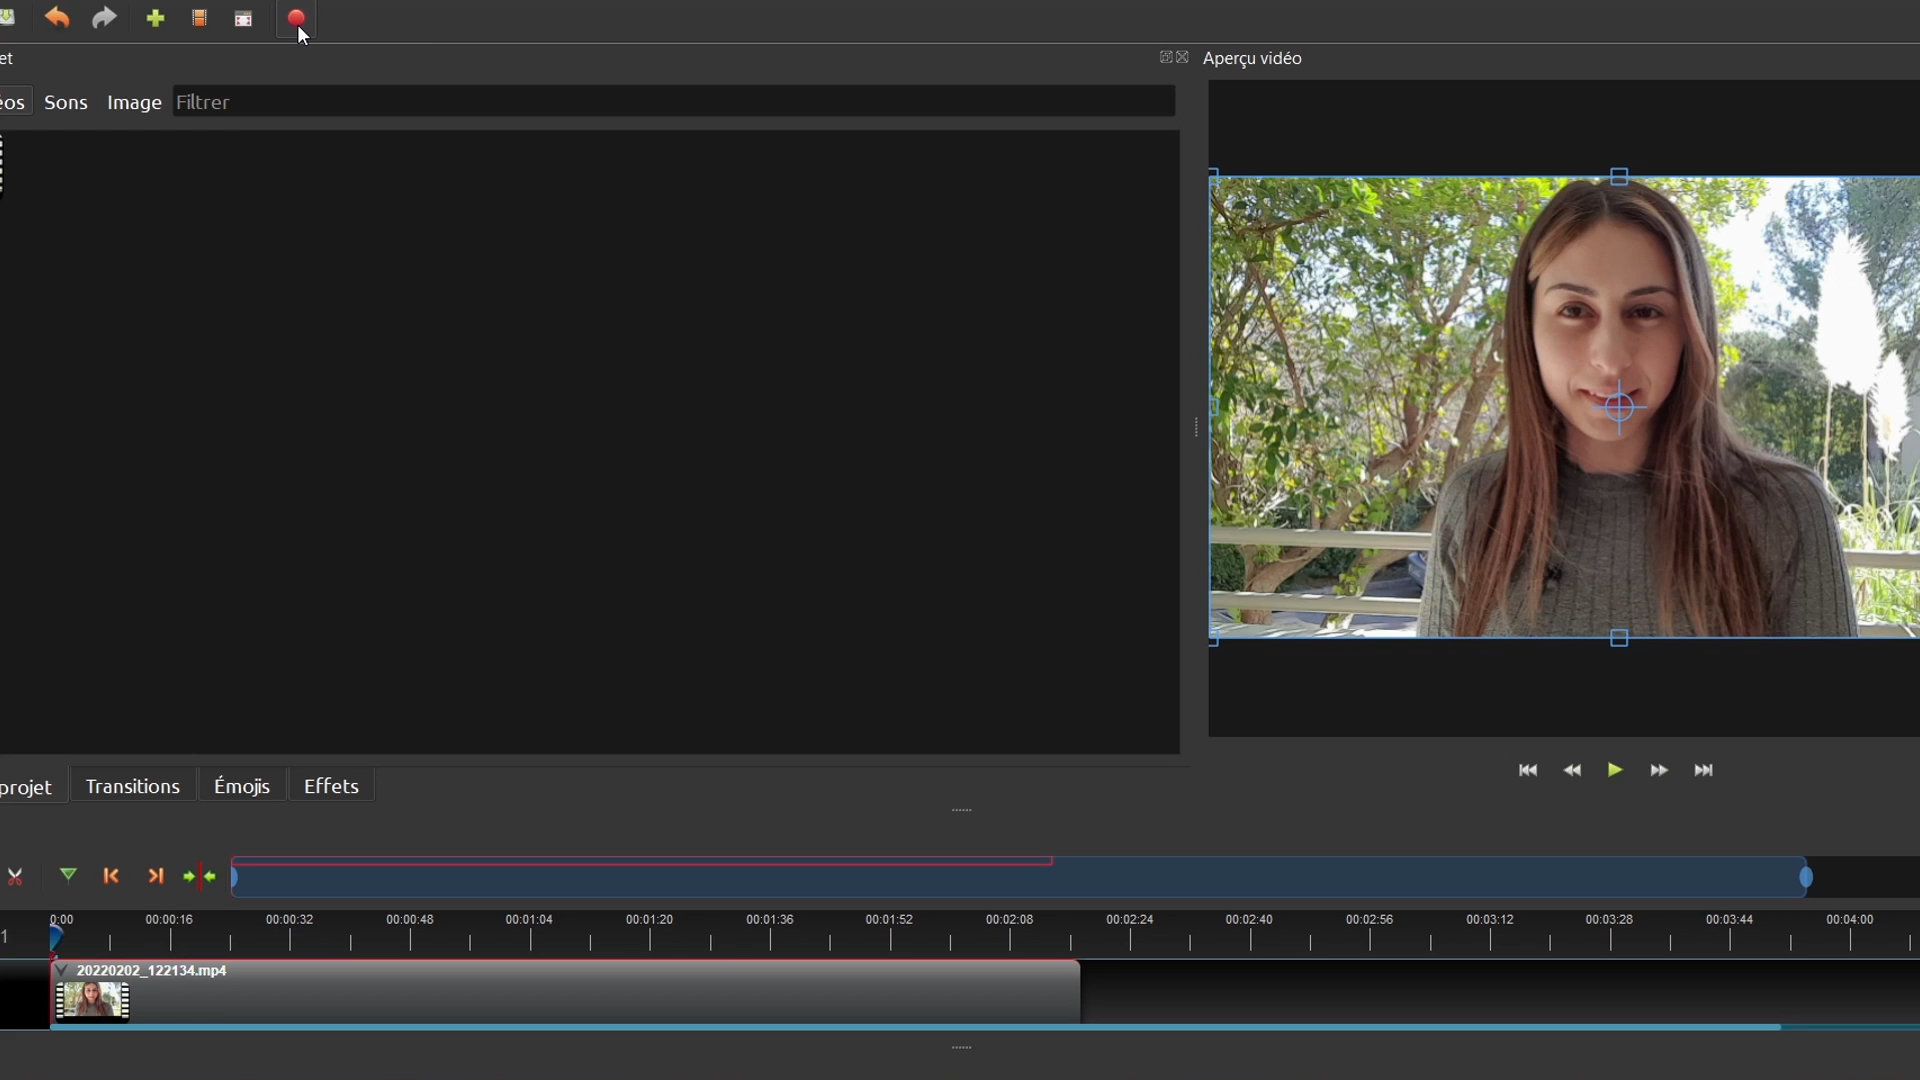 et
Aperçu vidéo
éos Sons Image Filtrer
projet Transitions Émojis Effets
0:00 00:00:16 00:00:32 00:00:48 00:01:04 00:01:20 00:01:36 00:01:52 00:02:08 00:02:24 00:02:40 00:02:56 00:03:12 00:03:28 00:03:44 00:04:00
1
20220202_122134.mp4